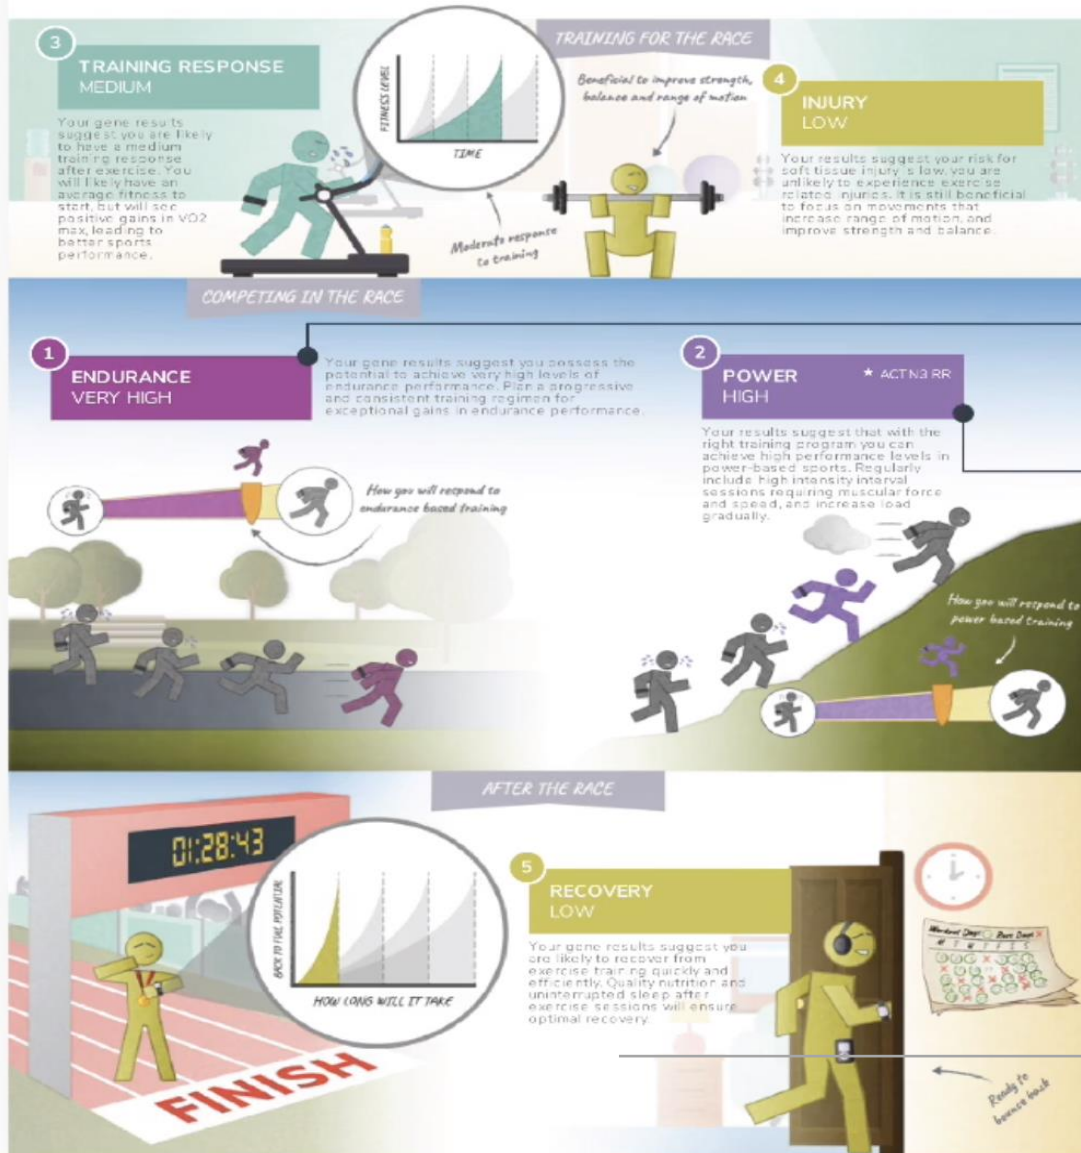 TRAINING FOR THE RACE
3
TRAINING RESPONSE
MEDIUM
Your gene results
suggest you are likely
to have a medium
training response
after exercise. You
will likely have an
average fitness to
start, but will see
positive gains in VO2
max, leading to
better sports
performance.
FITNESS LEVEL
TIME
Moderate response
to training
Beneficial to improve strength,
balance and range of motion
4
INJURY
LOW
Your results suggest your risk for
soft tissue injury is low, you are
unlikely to experience exercise
related injuries. It is still beneficial
to focus on movements that
increase range of motion, and
improve strength and balance.
COMPETING IN THE RACE
1
ENDURANCE
VERY HIGH
Your gene results suggest you possess the
potential to achieve very high levels of
endurance performance. Plan a progressive
and consistent training regimen for
exceptional gains in endurance performance.
How you will respond to
endurance based training
2
POWER
HIGH
★ ACTN3 RR
Your results suggest that with the
right training program you can
achieve high performance levels in
power-based sports. Regularly
include high intensity interval
sessions requiring muscular force
and speed, and increase load
gradually.
How you will respond to
power based training
AFTER THE RACE
01:28:43
FINISH
BACK TO FULL POTENTIAL
HOW LONG WILL IT TAKE
5
RECOVERY
LOW
Your gene results suggest you
are likely to recover from
exercise training quickly and
efficiently. Quality nutrition and
uninterrupted sleep after
exercise sessions will ensure
optimal recovery.
Workout Days Rest Days
M T W T F S S
Ready to
bounce back